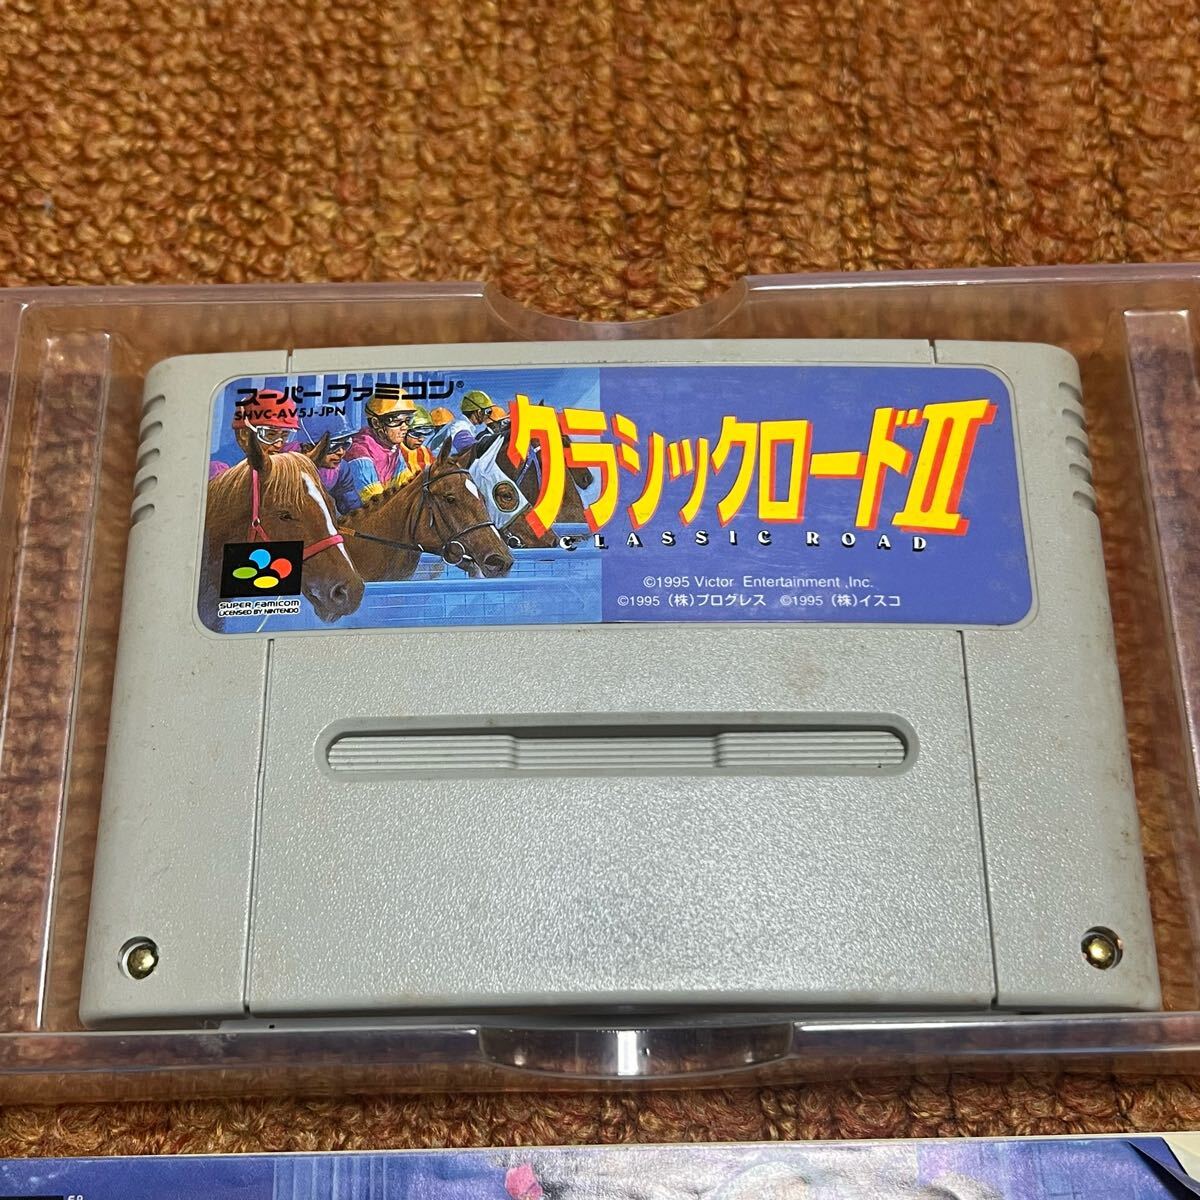 スーパーファミコン®
SHVC-AV5J-JPN
クラシックロードII
CLASSIC ROAD
SUPER FAMICOM
LICENSED BY NINTENDO
©1995 Victor Entertainment ,Inc.
©1995 (株)プログレス ©1995 (株)イスコ